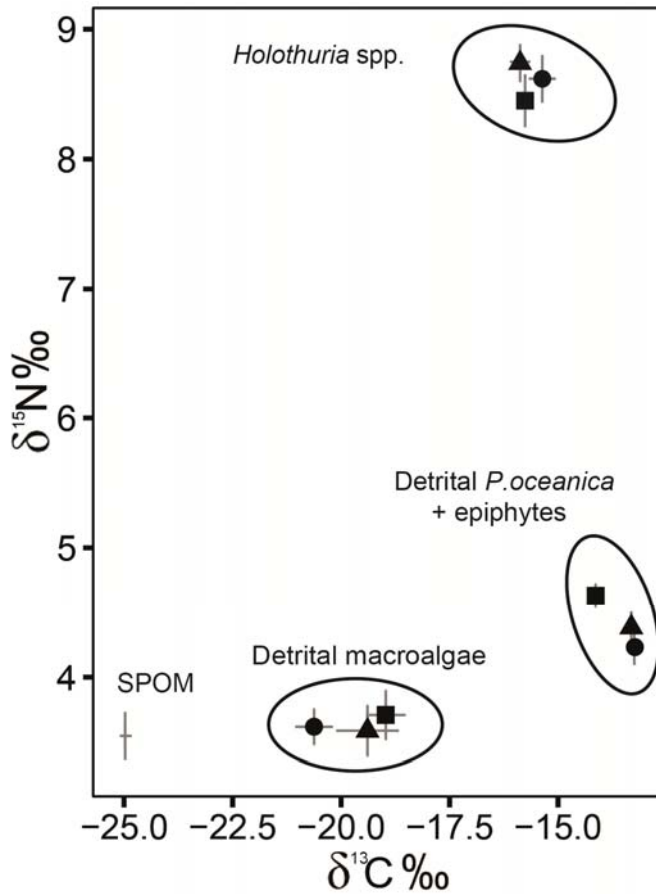 9
8
7
6
5
4
δ¹⁵N‰
Holothuria spp.
Detrital P.oceanica
+ epiphytes
Detrital macroalgae
SPOM
−25.0 −22.5 −20.0 −17.5 −15.0
δ¹³C ‰